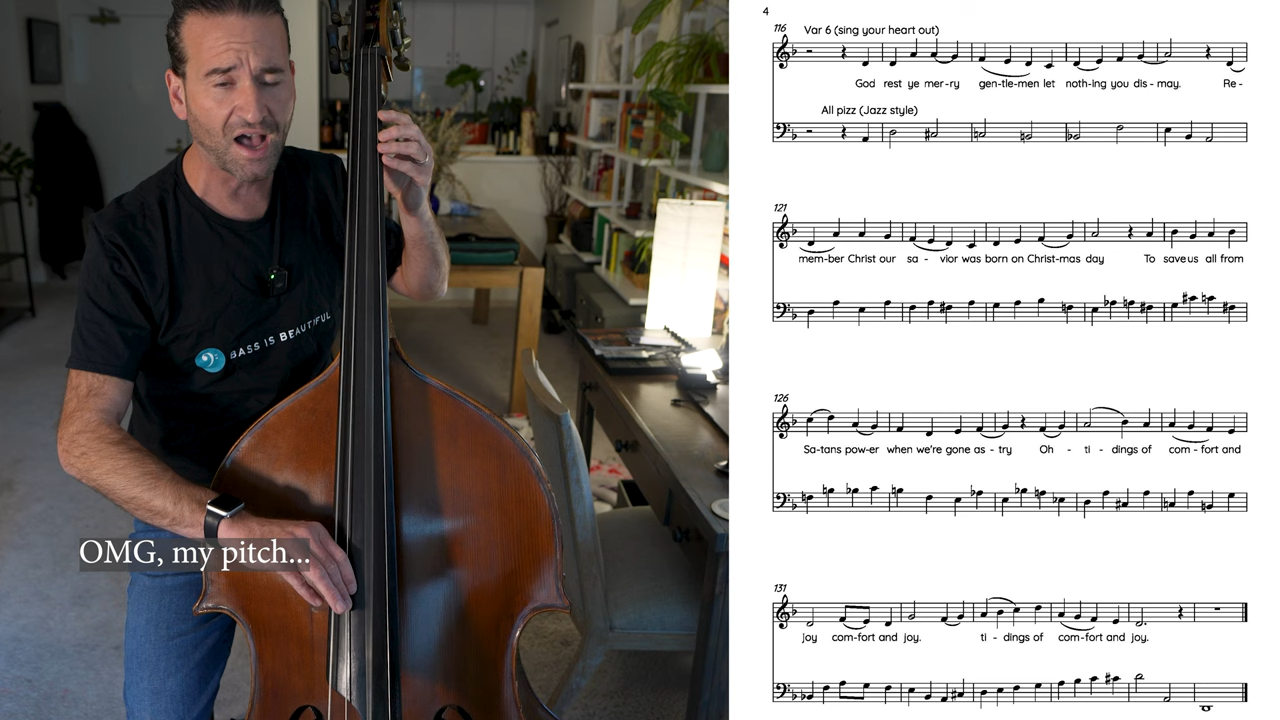 BASS IS BEAUTIFUL
OMG, my pitch...
4
116
Var 6 (sing your heart out)
God rest ye mer-ry gen-tle-men let noth-ing you dis-may. Re-
All pizz (Jazz style)
121
mem-ber Christ our sa - vior was born on Christ-mas day To save us all from
126
Sa-tans pow-er when we're gone as-try Oh - ti - dings of com-fort and
131
joy com-fort and joy. ti - dings of com-fort and joy.